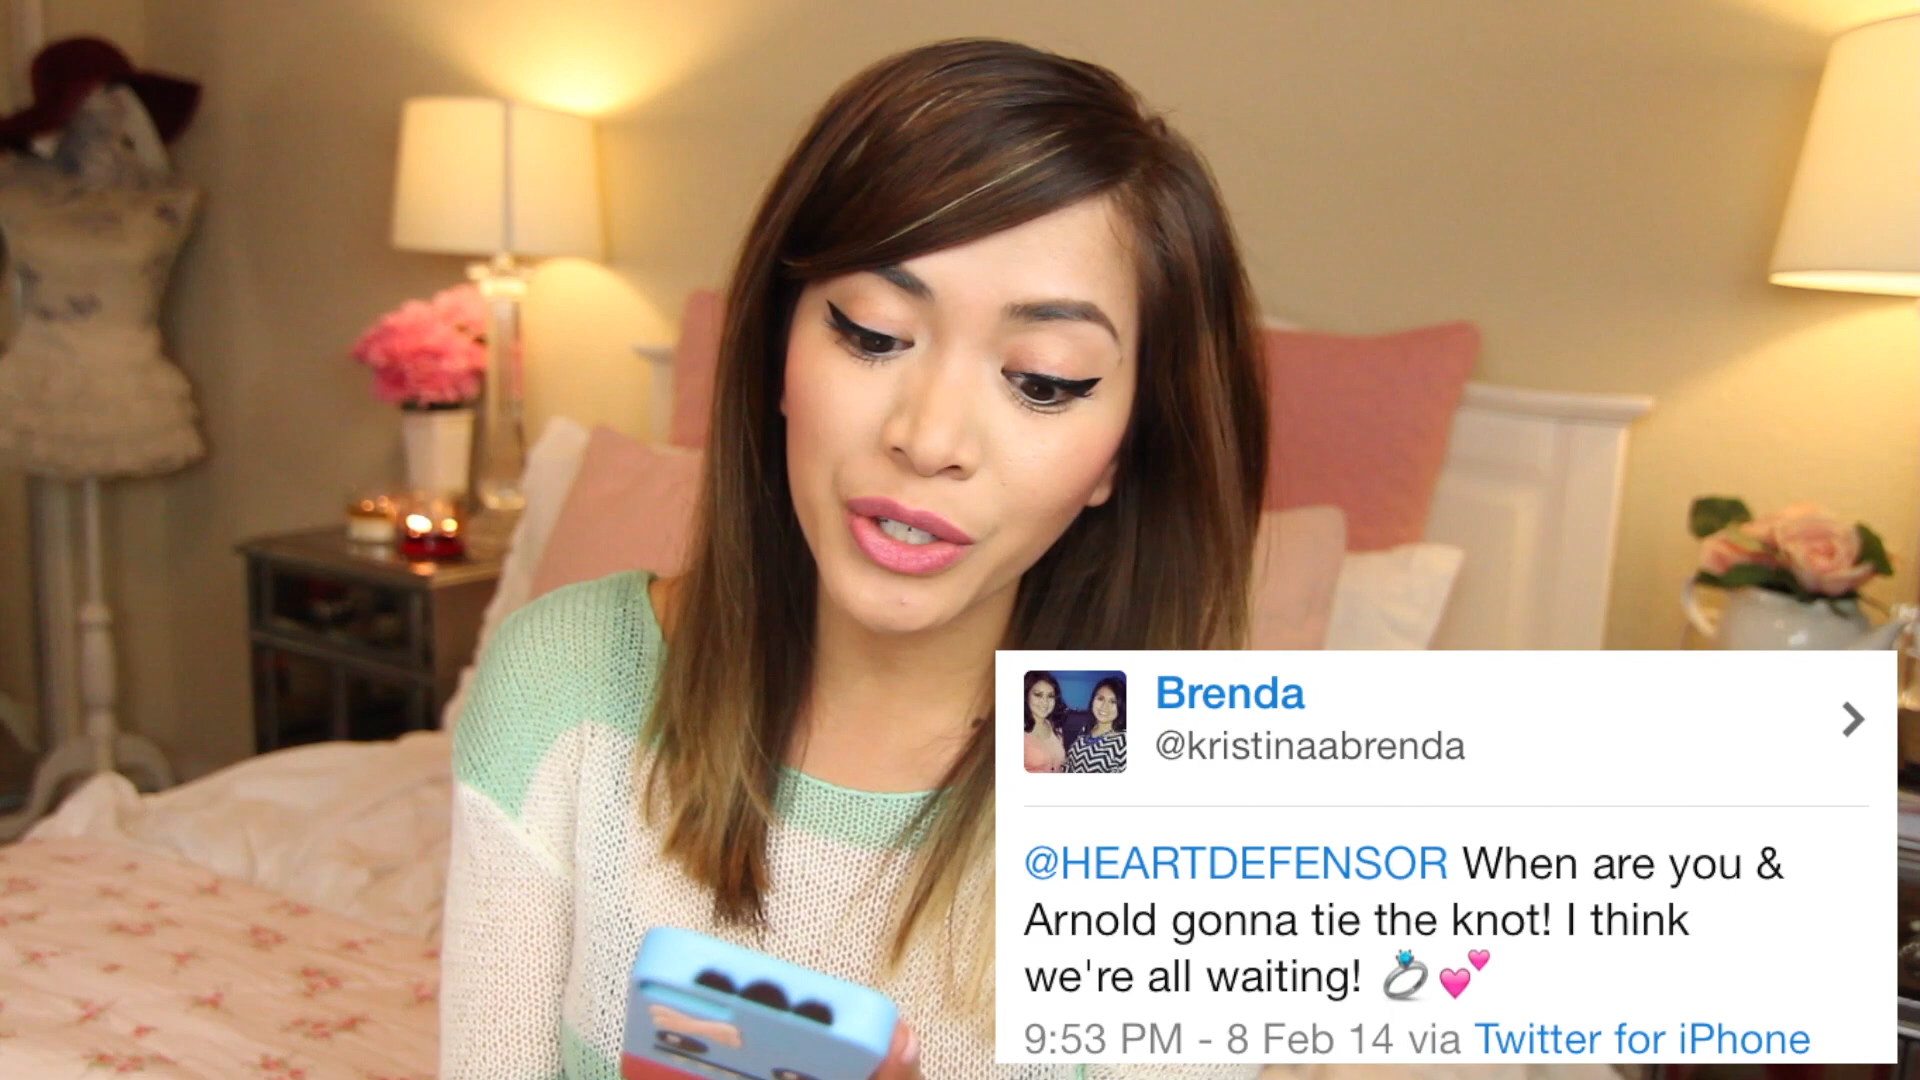 Brenda
@kristinaabrenda
@HEARTDEFENSOR When are you &
Arnold gonna tie the knot! I think
we're all waiting! 💍💕
9:53 PM - 8 Feb 14 via Twitter for iPhone